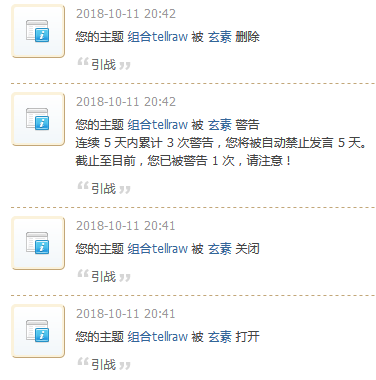 2018-10-11 20:42
您的主题 组合tellraw 被 玄素 删除
“ 引战 ”
2018-10-11 20:42
您的主题 组合tellraw 被 玄素 警告
连续 5 天内累计 3 次警告，您将被自动禁止发言 5 天。
截止至目前，您已被警告 1 次，请注意！
“ 引战 ”
2018-10-11 20:41
您的主题 组合tellraw 被 玄素 关闭
“ 引战 ”
2018-10-11 20:41
您的主题 组合tellraw 被 玄素 打开
“ 引战 ”